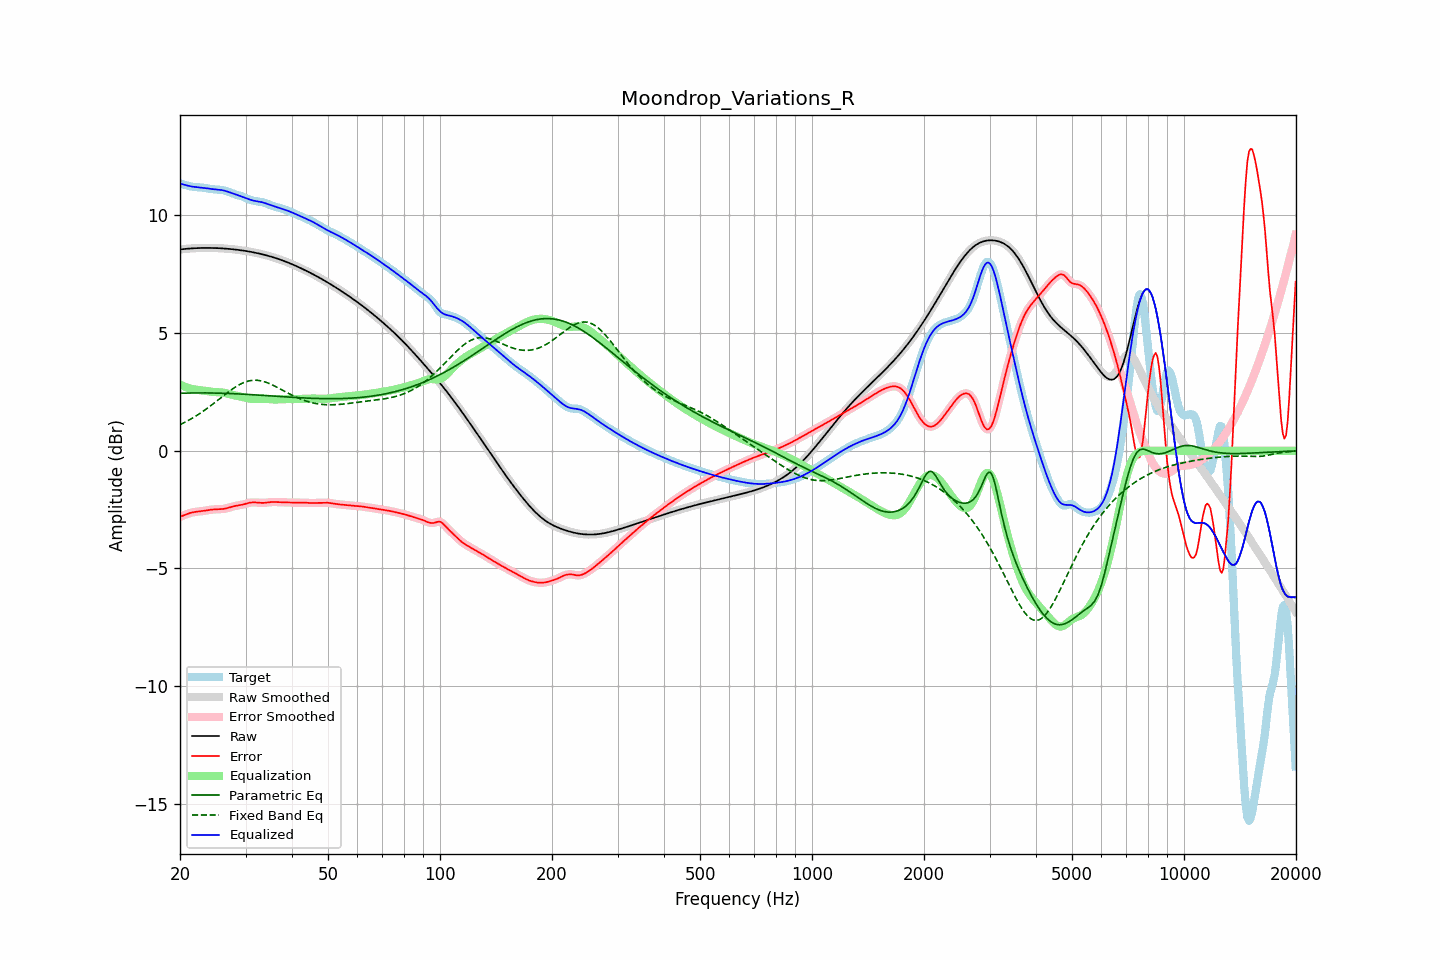 Moondrop_Variations_R
Amplitude (dBr)
10
5
0
−5
−10
−15
Target
Raw Smoothed
Error Smoothed
Raw
Error
Equalization
Parametric Eq
Fixed Band Eq
Equalized
20 50 100 200 500 1000 2000 5000 10000 20000
Frequency (Hz)